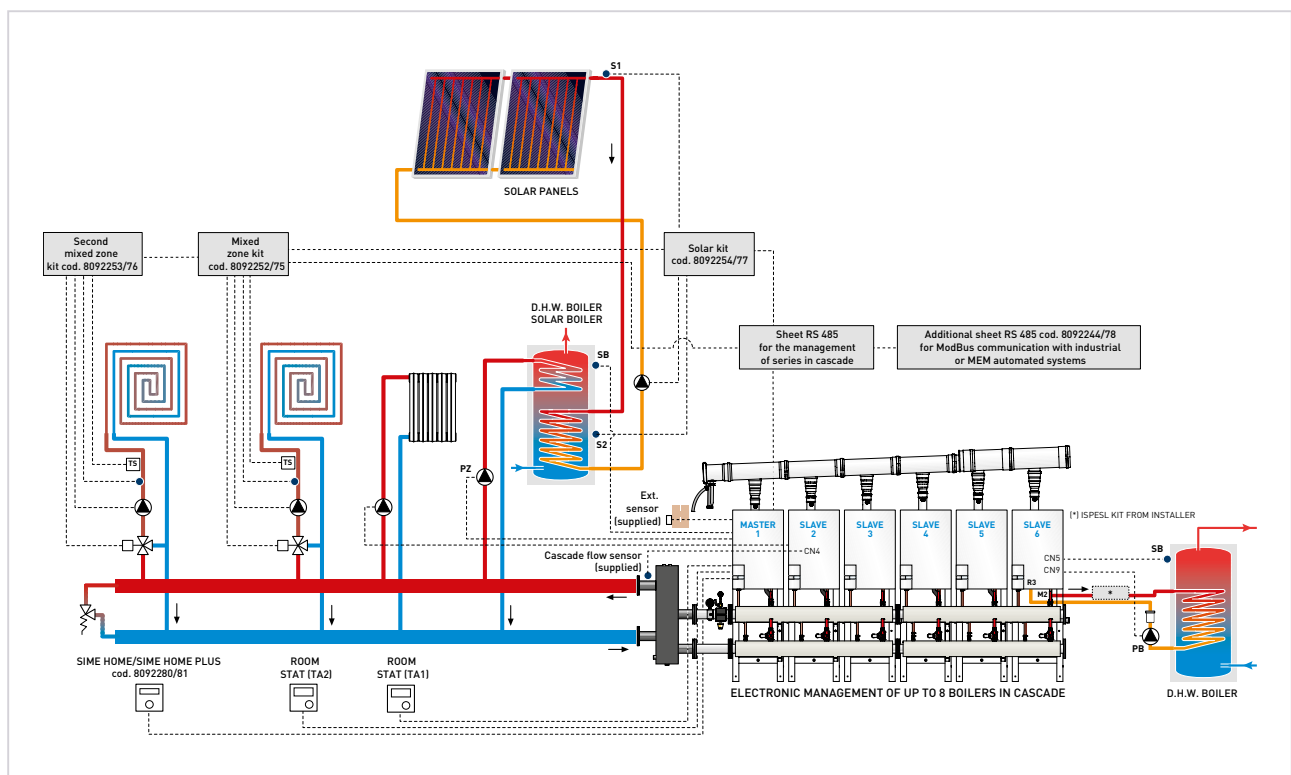 S1
SOLAR PANELS
Second
mixed zone
kit cod. 8092253/76
Mixed
zone kit
cod. 8092252/75
Solar kit
cod. 8092254/77
D.H.W. BOILER
SOLAR BOILER
Sheet RS 485
for the management
of series in cascade
Additional sheet RS 485 cod. 8092244/78
for ModBus communication with industrial
or MEM automated systems
SB
S2
TS
TS
PZ
Ext.
sensor
(supplied)
MASTER
1
SLAVE
2
SLAVE
3
SLAVE
4
SLAVE
5
SLAVE
6
(*) ISPESL KIT FROM INSTALLER
CN4
Cascade flow sensor
(supplied)
CN5
SB
CN9
R3
M2
*
PB
SIME HOME/SIME HOME PLUS
cod. 8092280/81
ROOM
STAT (TA2)
ROOM
STAT (TA1)
ELECTRONIC MANAGEMENT OF UP TO 8 BOILERS IN CASCADE
D.H.W. BOILER